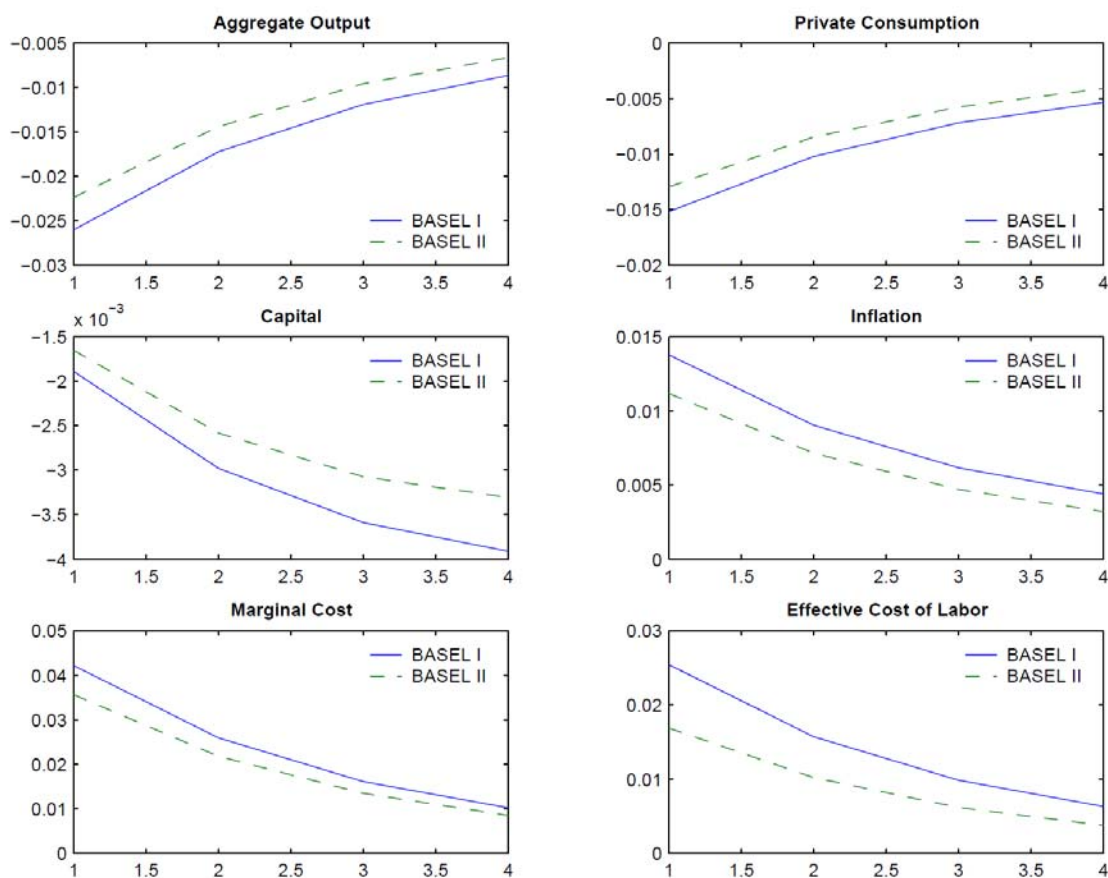 Aggregate Output
−0.005
−0.01
−0.015
−0.02
−0.025
−0.03
BASEL I
BASEL II
1 1.5 2 2.5 3 3.5 4
Private Consumption
0
−0.005
−0.01
−0.015
−0.02
BASEL I
BASEL II
1 1.5 2 2.5 3 3.5 4
x 10⁻³
Capital
−1.5
−2
−2.5
−3
−3.5
−4
BASEL I
BASEL II
1 1.5 2 2.5 3 3.5 4
Inflation
0.015
0.01
0.005
0
BASEL I
BASEL II
1 1.5 2 2.5 3 3.5 4
Marginal Cost
0.05
0.04
0.03
0.02
0.01
0
BASEL I
BASEL II
1 1.5 2 2.5 3 3.5 4
Effective Cost of Labor
0.03
0.02
0.01
0
BASEL I
BASEL II
1 1.5 2 2.5 3 3.5 4